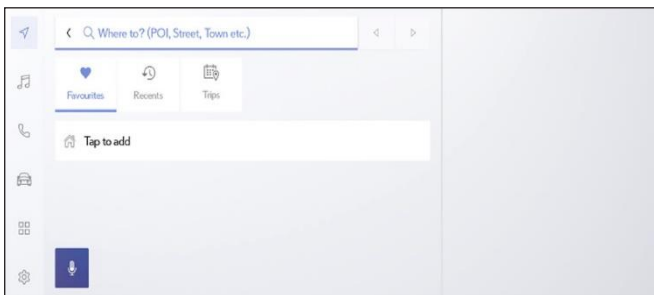 Where to? (POI, Street, Town etc.)
Favourites Recents Trips
Tap to add